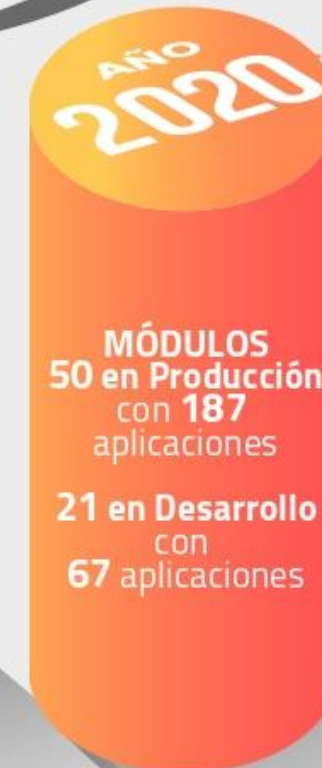 AÑO
2020
MÓDULOS
50 en Producción
con 187
aplicaciones
21 en Desarrollo
con
67 aplicaciones